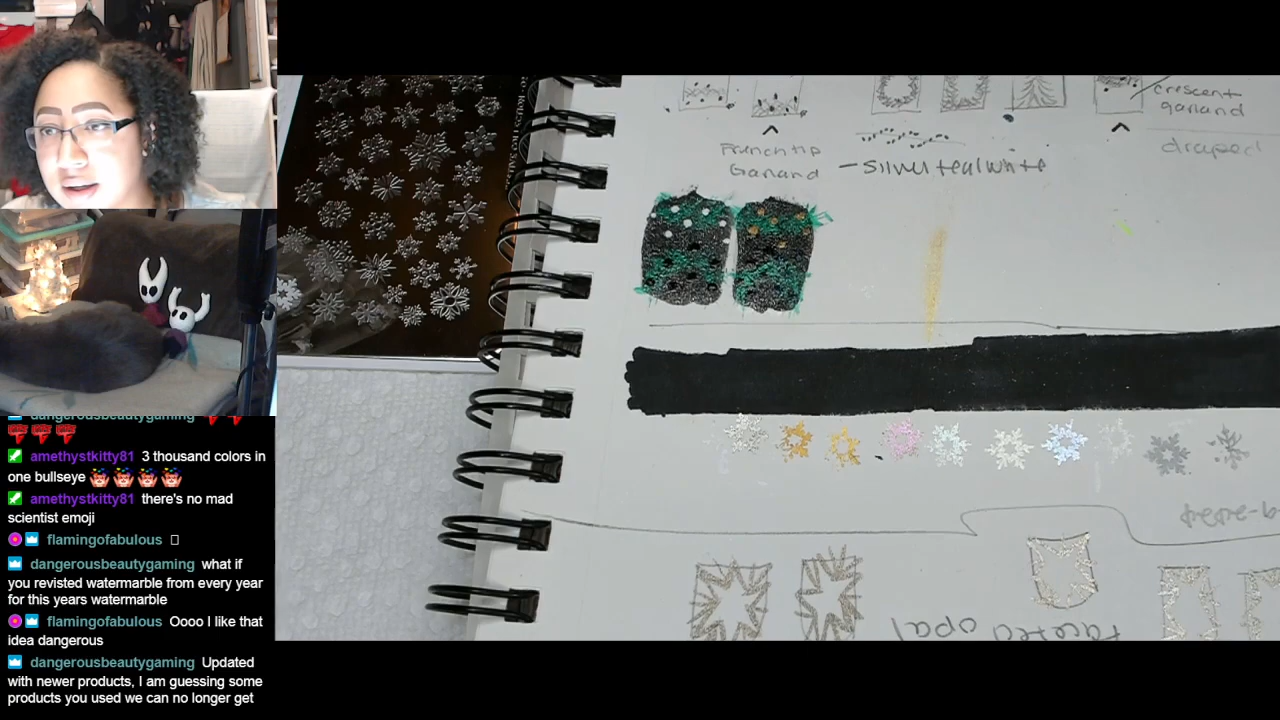 dangerousbeautygaming
amethystkitty81 3 thousand colors in
one bullseye
amethystkitty81 there's no mad
scientist emoji
flamingofabulous
dangerousbeautygaming what if
you revisted watermarble from every year
for this years watermarble
flamingofabulous Oooo I like that
idea dangerous
dangerousbeautygaming Updated
with newer products, I am guessing some
products you used we can no longer get
crescent
garland
Frenchtip
Garland
- silver teal white
draped
faceted opal